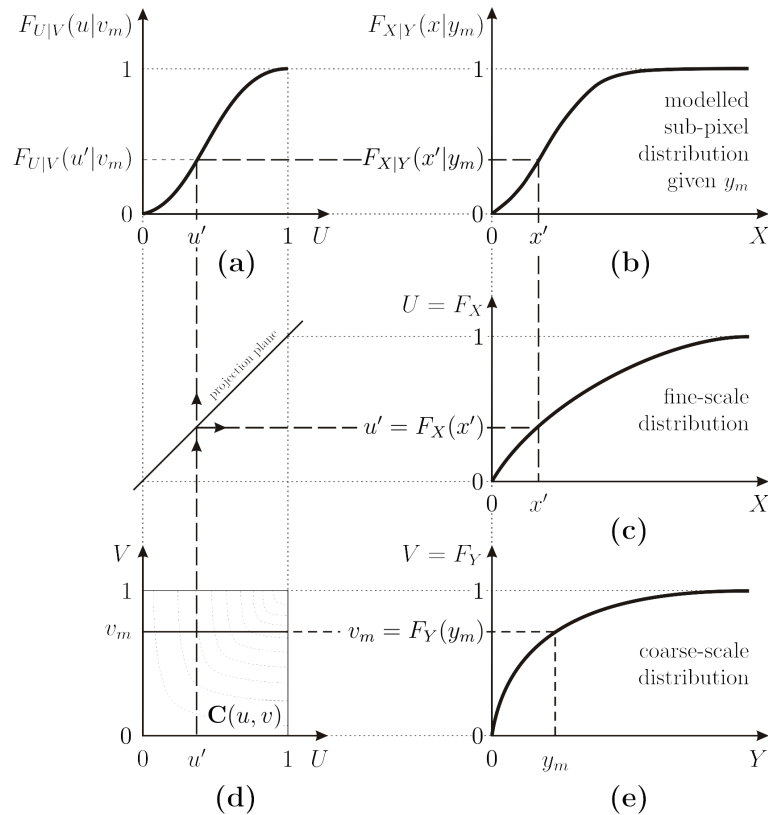 F_{U|V}(u|v_m)
1
F_{U|V}(u'|v_m)
0
0
u'
1
U
(a)
F_{X|Y}(x|y_m)
1
modelled
sub-pixel
distribution
given y_m
F_{X|Y}(x'|y_m)
0
0
x'
X
(b)
projection plane
U = F_X
1
fine-scale
distribution
u' = F_X(x')
0
0
x'
X
(c)
V
1
v_m
C(u, v)
0
0
u'
1
U
(d)
V = F_Y
1
v_m = F_Y(y_m)
coarse-scale
distribution
0
0
y_m
Y
(e)